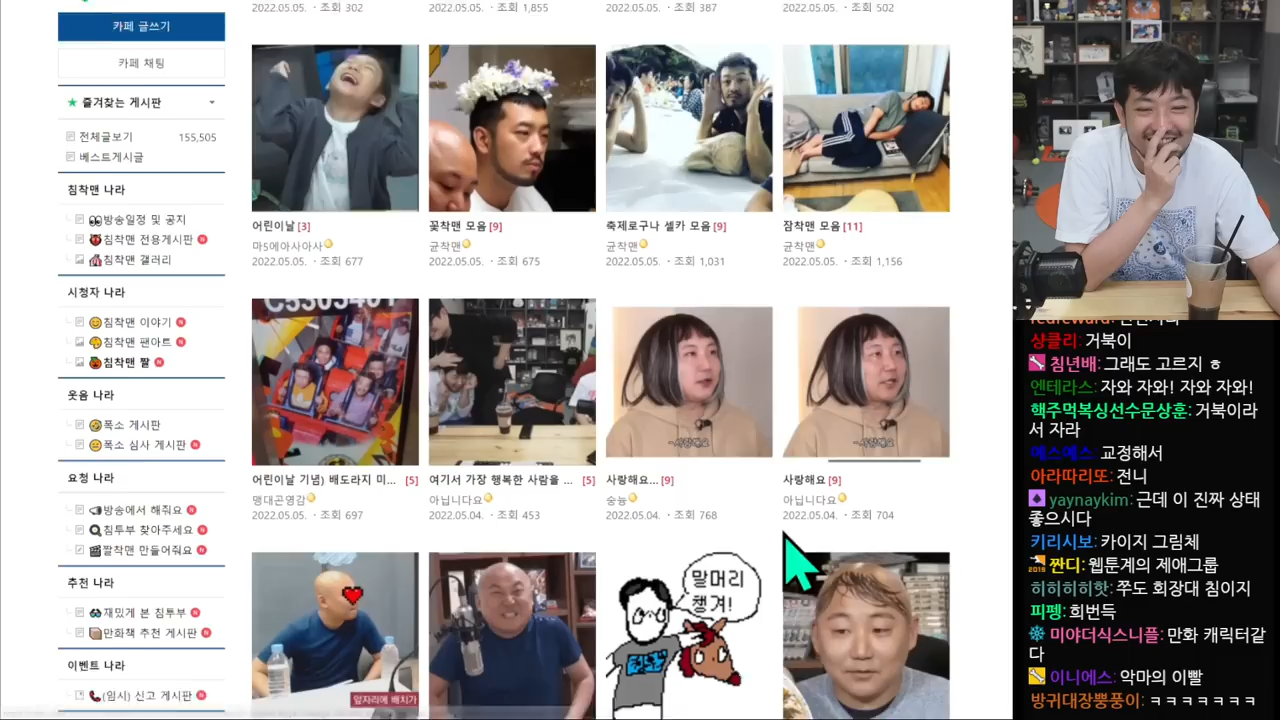 카페 글쓰기
카페 채팅
즐겨찾는 게시판
전체글보기 155,505
베스트게시글
침착맨 나라
방송일정 및 공지
침착맨 전용게시판
침착맨 갤러리
시청자 나라
침착맨 이야기
침착맨 팬아트
침착맨 짤
웃음 나라
폭소 게시판
폭소 심사 게시판
요청 나라
방송에서 해줘요
침투부 찾아주세요
짤착맨 만들어줘요
추천 나라
재밌게 본 침투부
만화책 추천 게시판
이벤트 나라
(임시) 신고 게시판
2022.05.05. · 조회 302
2022.05.05. · 조회 1,855
2022.05.05. · 조회 387
2022.05.05. · 조회 502
어린이날 [3]
마5에아사아사
2022.05.05. · 조회 677
꽃착맨 모음 [9]
균착맨
2022.05.05. · 조회 675
축제로구나 셀카 모음 [9]
균착맨
2022.05.05. · 조회 1,031
잠착맨 모음 [11]
균착맨
2022.05.05. · 조회 1,156
어린이날 기념) 배도라지 미... [5]
맹대곤영감
2022.05.05. · 조회 697
여기서 가장 행복한 사람을 ... [5]
아닙니다요
2022.05.04. · 조회 453
-사랑해요
사랑해요... [9]
숭늉
2022.05.04. · 조회 768
-사랑해요
사랑해요 [9]
아닙니다요
2022.05.04. · 조회 704
앞자리에 배치가
말머리
챙겨!
샹클리: 거북이
침년배: 그래도 고르지 ㅎ
엔테라스: 자와 자와! 자와 자와!
핵주먹복싱선수문상훈: 거북이라
서 자라
에스메스: 교정해서
아라따리또: 전니
yaynaykim: 근데 이 진짜 상태
좋으시다
키리시보: 카이지 그림체
짠디: 웹툰계의 제애그룹
히히히히핫: 쭈도 회장대 침이지
피펭: 희번득
미야더식스니플: 만화 캐릭터같
다
이니에스: 악마의 이빨
방귀대장뿡풍이: ㅋㅋㅋㅋㅋㅋㅋ